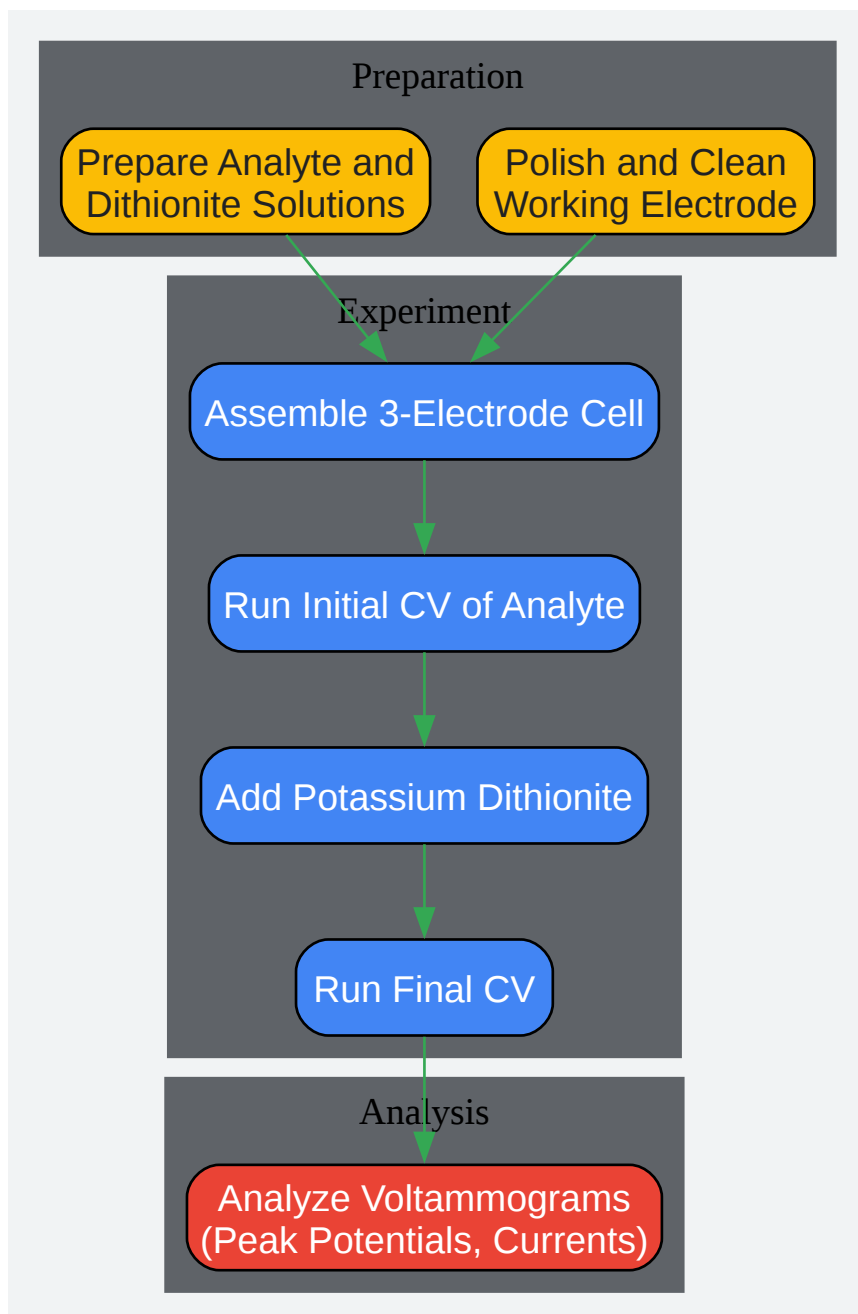 Preparation
Prepare Analyte and
Dithionite Solutions
Polish and Clean
Working Electrode
Experiment
Assemble 3-Electrode Cell
Run Initial CV of Analyte
Add Potassium Dithionite
Run Final CV
Analysis
Analyze Voltammograms
(Peak Potentials, Currents)